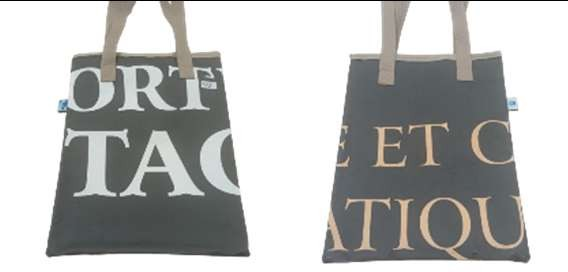 ORT
TAC
E ET C
ATIQU